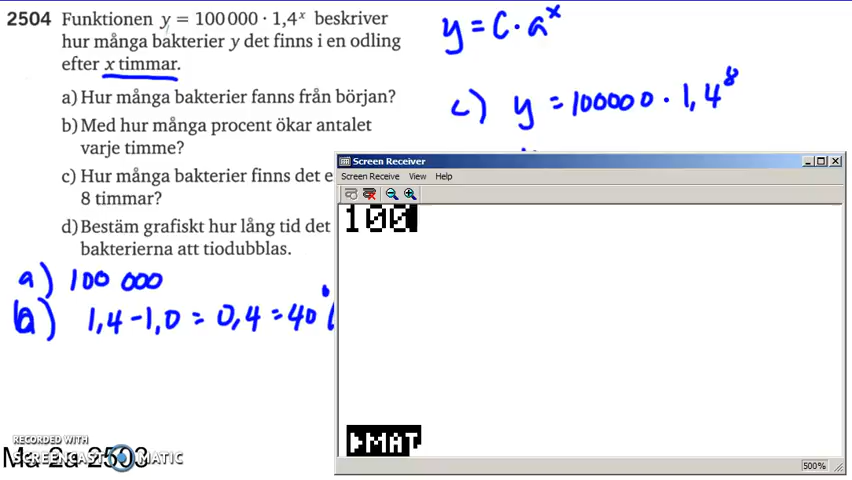 2504 Funktionen y = 100 000 · 1,4ˣ beskriver
hur många bakterier y det finns i en odling
efter x timmar.
a) Hur många bakterier fanns från början?
b) Med hur många procent ökar antalet
varje timme?
c) Hur många bakterier finns det e
8 timmar?
d) Bestäm grafiskt hur lång tid det
bakterierna att tiodubblas.
a) 100 000
b) 1,4 - 1,0 = 0,4 = 40
y = C · aˣ
c) y = 100000 · 1,4⁸
Screen Receiver
Screen Receive View Help
100
▶MAT
500%
RECORDED WITH
SCREENCAST MATIC
Ma 2a 2503